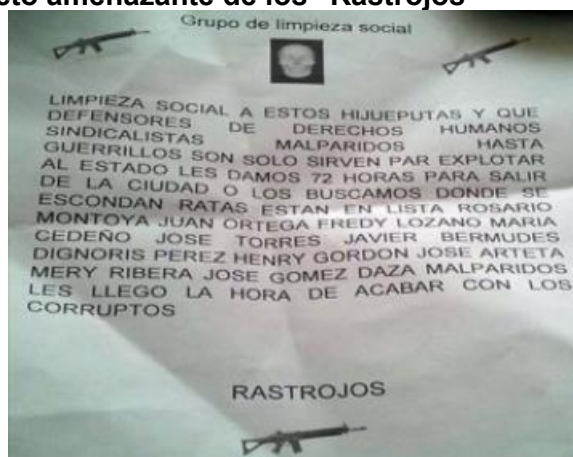 eto amenazante de los "Rastrojos"
Grupo de limpieza social
LIMPIEZA SOCIAL A ESTOS HIJUEPUTAS Y QUE
DEFENSORES DE DERECHOS HUMANOS
SINDICALISTAS MALPARIDOS HASTA
GUERRILLOS SON SOLO SIRVEN PAR EXPLOTAR
AL ESTADO LES DAMOS 72 HORAS PARA SALIR
DE LA CIUDAD O LOS BUSCAMOS DONDE SE
ESCONDAN RATAS ESTAN EN LISTA ROSARIO
MONTOYA JUAN ORTEGA FREDY LOZANO MARIA
CEDEÑO JOSE TORRES JAVIER BERMUDES
DIGNORIS PEREZ HENRY GORDON JOSE ARTETA
MERY RIBERA JOSE GOMEZ DAZA MALPARIDOS
LES LLEGO LA HORA DE ACABAR CON LOS
CORRUPTOS
RASTROJOS